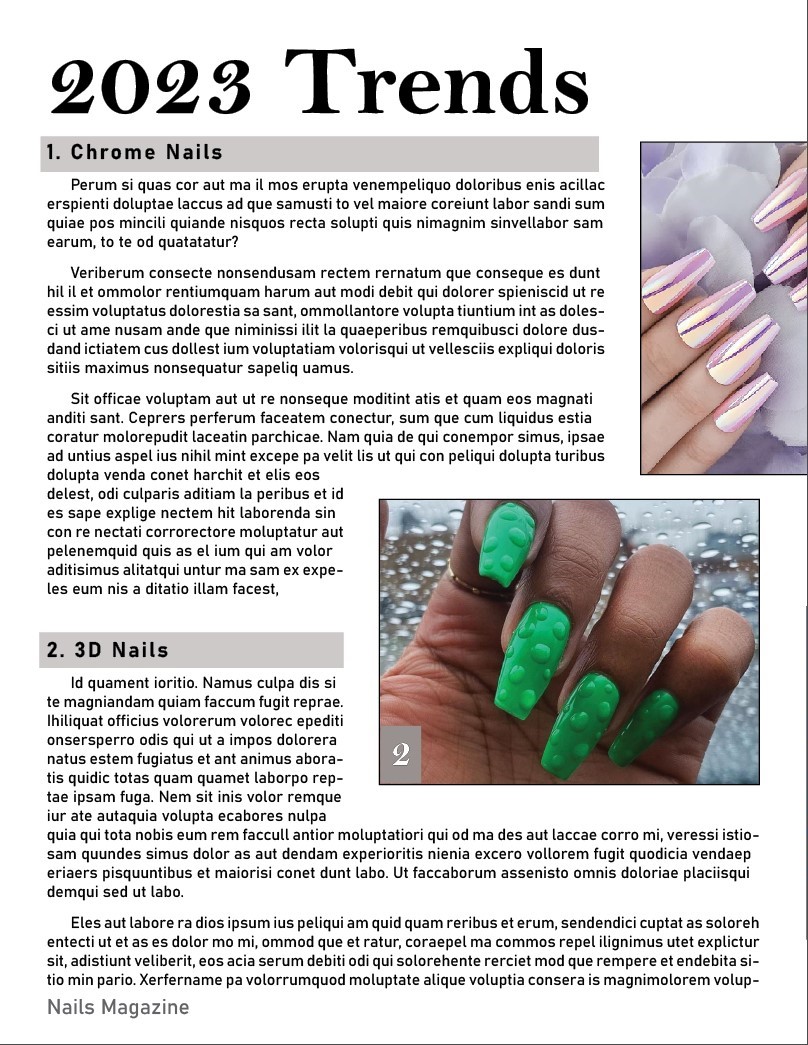 2023 Trends
1. Chrome Nails
Perum si quas cor aut ma il mos erupta venempeliquo doloribus enis acillac
erspienti doluptae laccus ad que samusti to vel maiore coreiunt labor sandi sum
quiae pos mincili quiande nisquos recta solupti quis nimagnim sinvellabor sam
earum, to te od quatatatur?
Veriberum consecte nonsendusam rectem rernatum que conseque es dunt
hil il et ommolor rentiumquam harum aut modi debit qui dolorer spieniscid ut re
essim voluptatus dolorestia sa sant, ommollantore volupta tiuntium int as doles-
ci ut ame nusam ande que niminissi ilit la quaeperibus remquibusci dolore dus-
dand ictiatem cus dollest ium voluptatiam volorisqui ut vellesciis expliqui doloris
sitiis maximus nonsequatur sapeliq uamus.
Sit officae voluptam aut ut re nonseque moditint atis et quam eos magnati
anditi sant. Ceprers perferum faceatem conectur, sum que cum liquidus estia
coratur molorepudit laceatin parchicae. Nam quia de qui conempor simus, ipsae
ad untius aspel ius nihil mint excepe pa velit lis ut qui con peliqui dolupta turibus
dolupta venda conet harchit et elis eos
delest, odi culparis aditiam la peribus et id
es sape explige nectem hit laborenda sin
con re nectati corrorectore moluptatur aut
pelenemquid quis as el ium qui am volor
aditisimus alitatqui untur ma sam ex expe-
les eum nis a ditatio illam facest,
2. 3D Nails
Id quament ioritio. Namus culpa dis si
te magniandam quiam faccum fugit reprae.
Ihiliquat officius volorerum volorec epediti
onsersperro odis qui ut a impos dolorera
natus estem fugiatus et ant animus abora-
tis quidic totas quam quamet laborpo rep-
tae ipsam fuga. Nem sit inis volor remque
iur ate autaquia volupta ecabores nulpa
quia qui tota nobis eum rem faccull antior moluptatiori qui od ma des aut laccae corro mi, veressi istio-
sam quundes simus dolor as aut dendam experioritis nienia excero vollorem fugit quodicia vendaep
eriaers pisquuntibus et maiorisi conet dunt labo. Ut faccaborum assenisto omnis doloriae placiisqui
demqui sed ut labo.
2
Eles aut labore ra dios ipsum ius peliqui am quid quam reribus et erum, sendendici cuptat as soloreh
entecti ut et as es dolor mo mi, ommod que et ratur, coraepel ma commos repel ilignimus utet explictur
sit, adistiunt veliberit, eos acia serum debiti odi qui solorehente rerciet mod que rempere et endebita si-
tio min pario. Xerfername pa volorrumquod moluptate alique voluptia consera is magnimolorem volup-
Nails Magazine